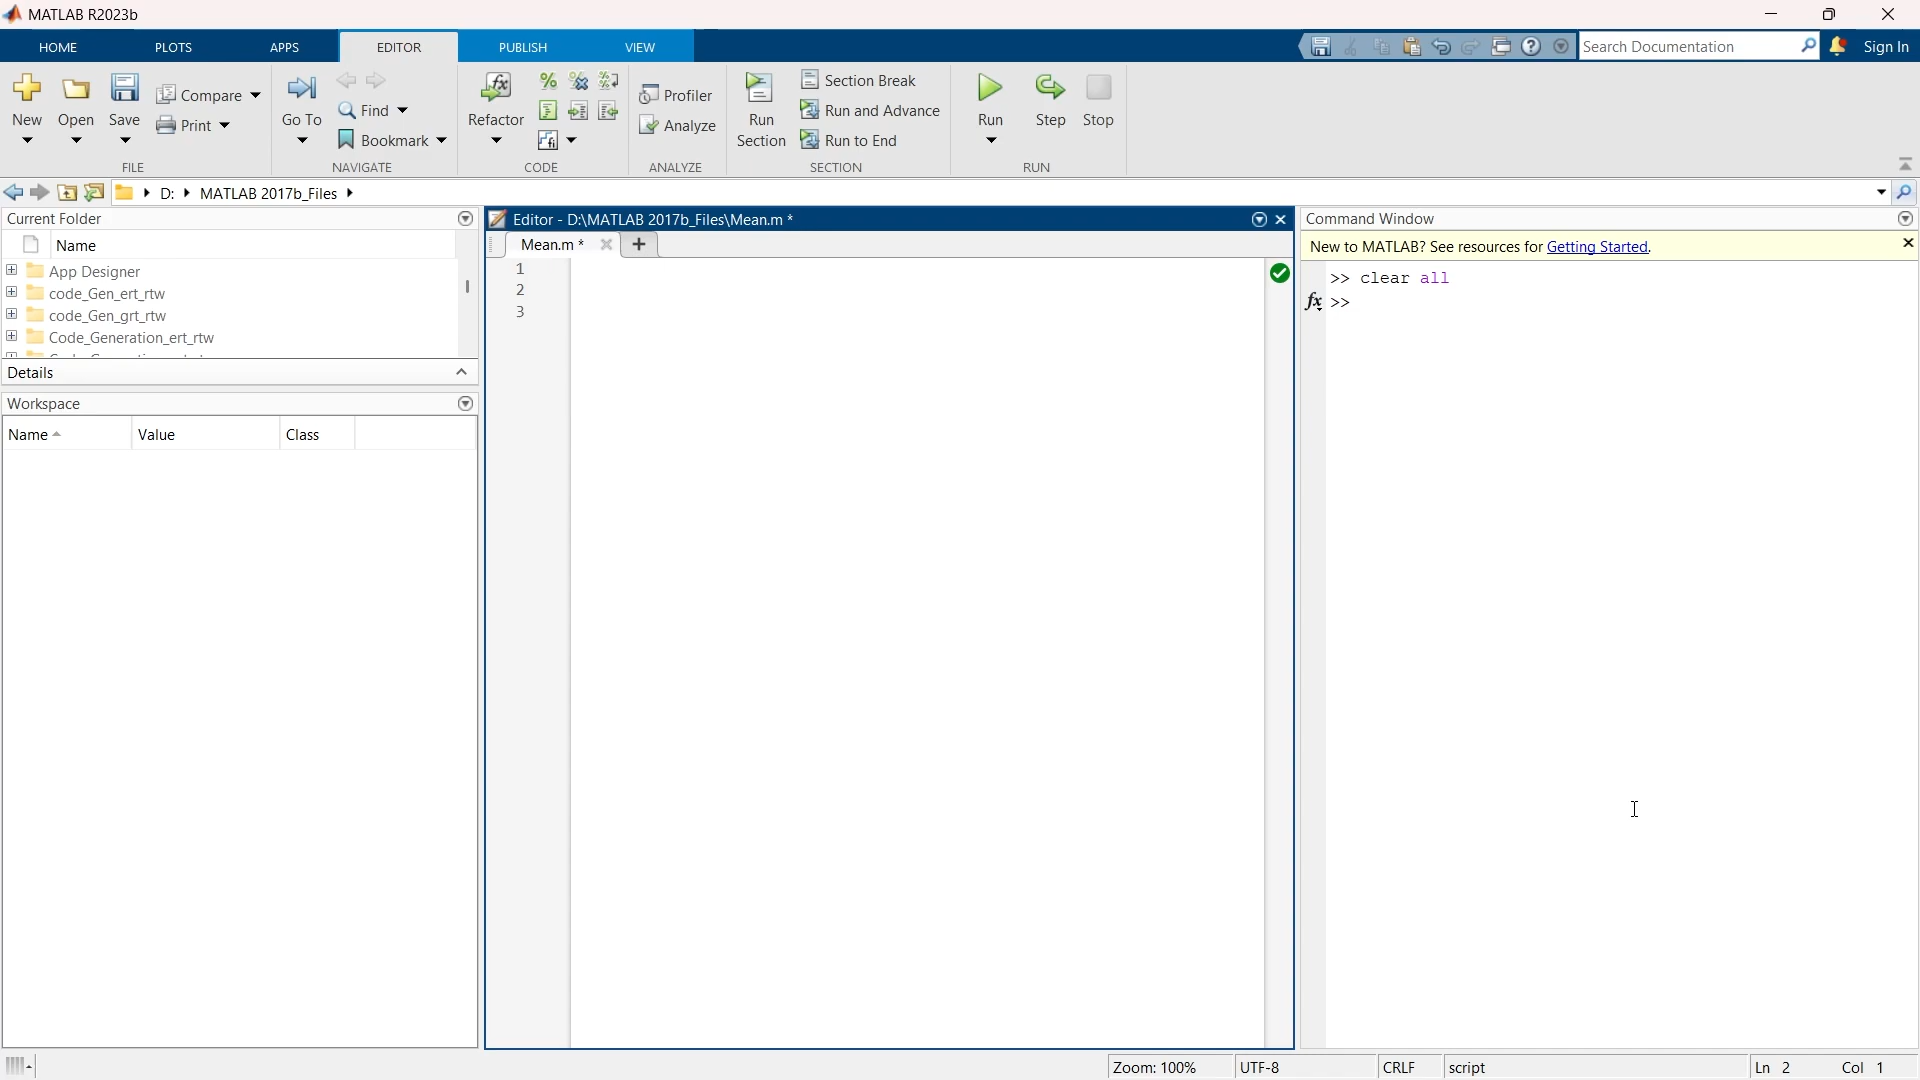 MATLAB R2023b
HOME PLOTS APPS EDITOR PUBLISH VIEW Search Documentation Sign In
New Open Save Compare Print Go To Find Bookmark Refactor Profiler Analyze Run Section Section Break Run and Advance Run to End Run Step Stop
FILE NAVIGATE CODE ANALYZE SECTION RUN
D: MATLAB 2017b_Files
Current Folder
Name
App Designer
code_Gen_ert_rtw
code_Gen_grt_rtw
Code_Generation_ert_rtw
Details
Workspace
Name Value Class
Editor - D:\MATLAB 2017b_Files\Mean.m *
Mean.m *
1
2
3
Command Window
New to MATLAB? See resources for Getting Started.
>> clear all
fx >>
Zoom: 100% UTF-8 CRLF script Ln 2 Col 1